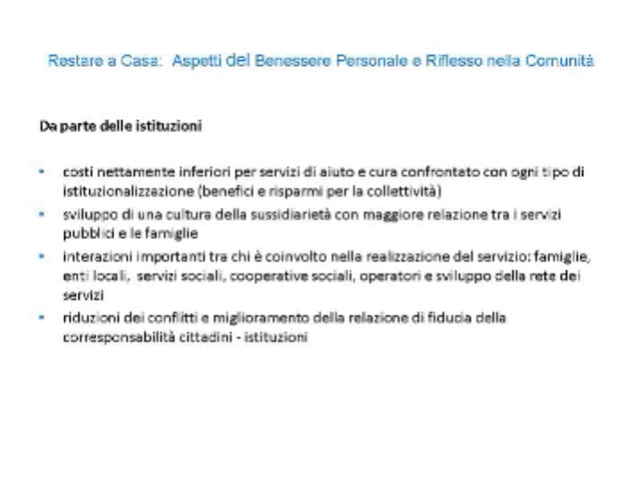 Restare a Casa: Aspetti del Benessere Personale e Riflesso nella Comunità
Da parte delle istituzioni
• costi nettamente inferiori per servizi di aiuto e cura confrontato con ogni tipo di
istituzionalizzazione (benefici e risparmi per la collettività)
• sviluppo di una cultura della sussidiarietà con maggiore relazione tra i servizi
pubblici e le famiglie
• interazioni importanti tra chi è coinvolto nella realizzazione del servizio: famiglie,
enti locali, servizi sociali, cooperative sociali, operatori e sviluppo della rete dei
servizi
• riduzioni dei conflitti e miglioramento della relazione di fiducia della
corresponsabilità cittadini - istituzioni